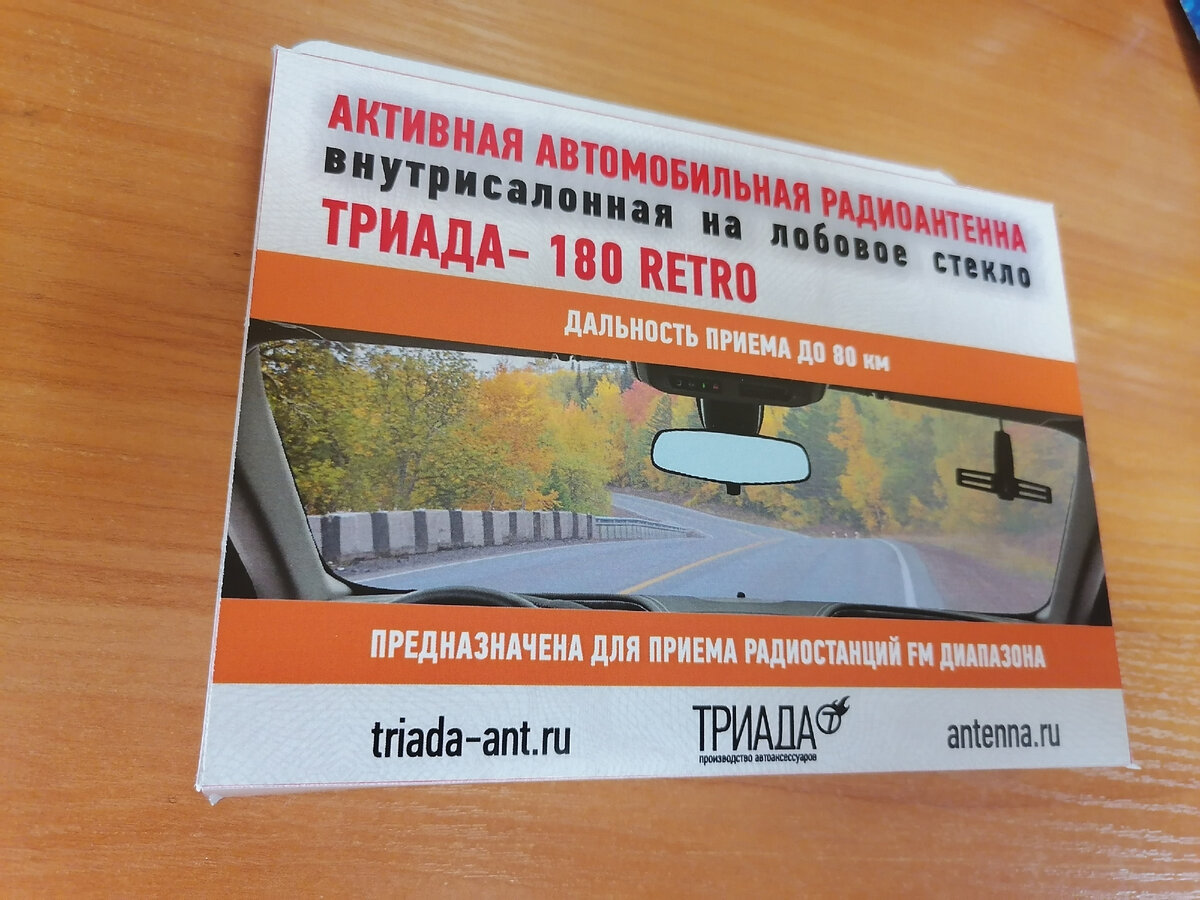 АКТИВНАЯ АВТОМОБИЛЬНАЯ РАДИОАНТЕННА
внутрисалонная на лобовое стекло
ТРИАДА- 180 RETRO
ДАЛЬНОСТЬ ПРИЕМА ДО 80 км
ПРЕДНАЗНАЧЕНА ДЛЯ ПРИЕМА РАДИОСТАНЦИЙ FM ДИАПАЗОНА
triada-ant.ru
ТРИАДА
производство автоаксессуаров
antenna.ru